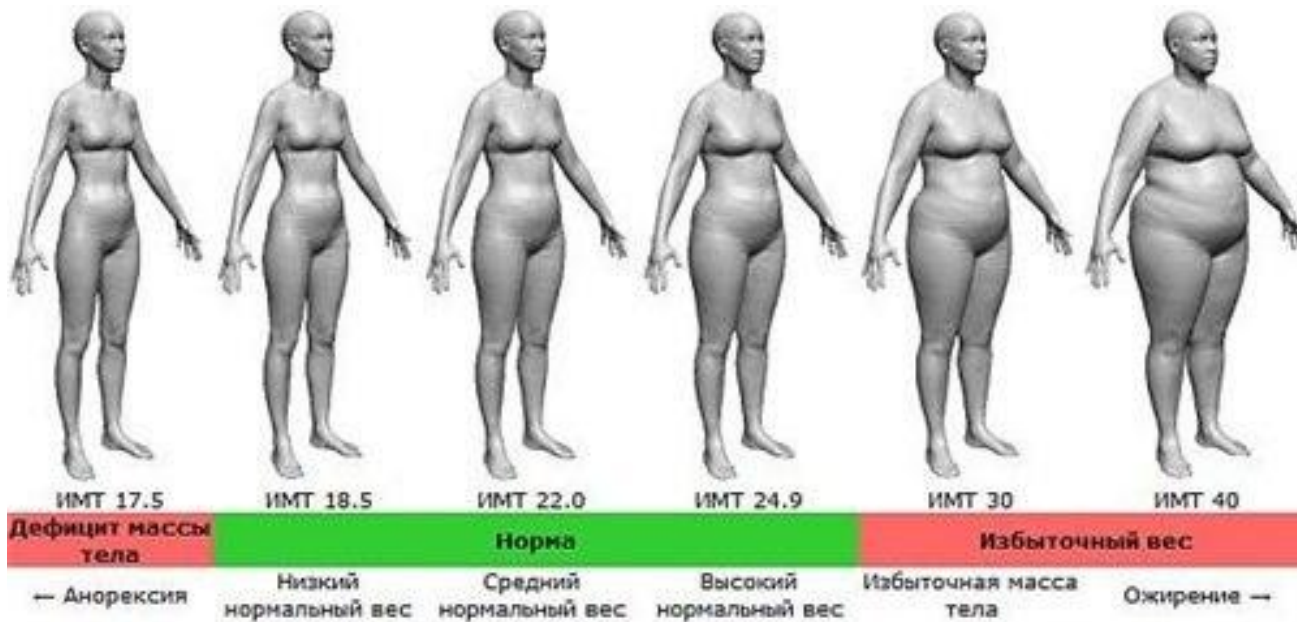 ИМТ 17.5 ИМТ 18.5 ИМТ 22.0 ИМТ 24.9 ИМТ 30 ИМТ 40
Дефицит массы
тела
Норма
Избыточный вес
← Анорексия
Низкий
нормальный вес
Средний
нормальный вес
Высокий
нормальный вес
Избыточная масса
тела
Ожирение →